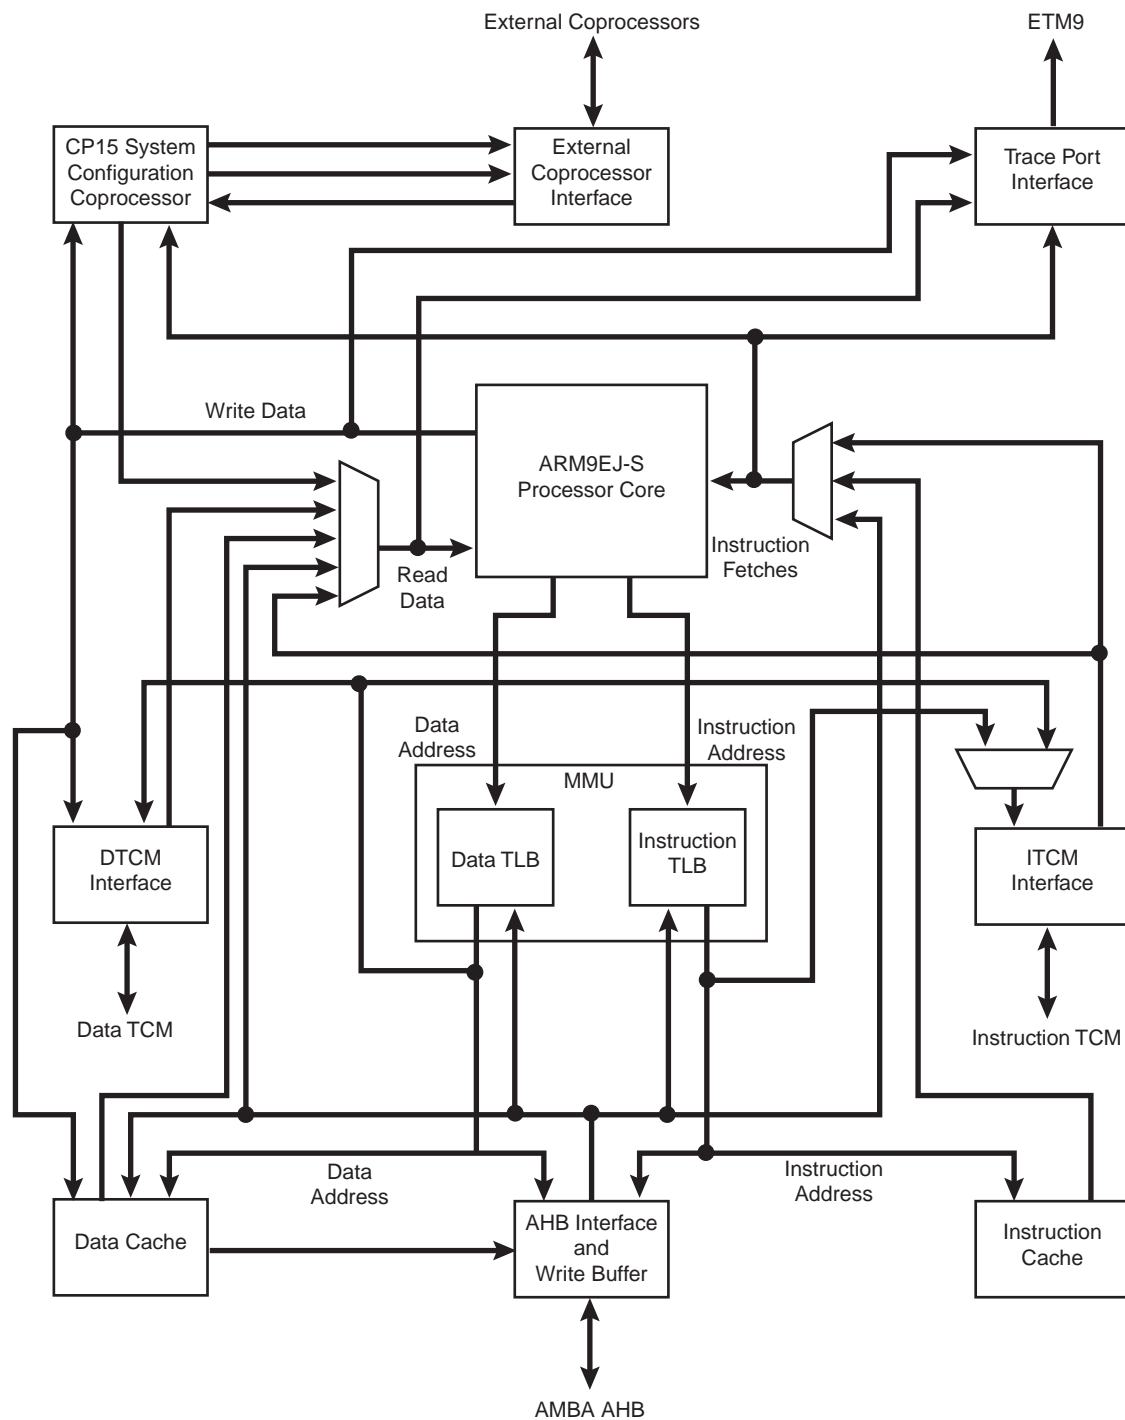 External Coprocessors
ETM9
CP15 System
Configuration
Coprocessor
External
Coprocessor
Interface
Trace Port
Interface
Write Data
ARM9EJ-S
Processor Core
Instruction
Fetches
Read
Data
Data
Address
Instruction
Address
MMU
Data TLB
Instruction
TLB
DTCM
Interface
ITCM
Interface
Data TCM
Instruction TCM
Data
Address
Instruction
Address
Data Cache
AHB Interface
and
Write Buffer
Instruction
Cache
AMBA AHB